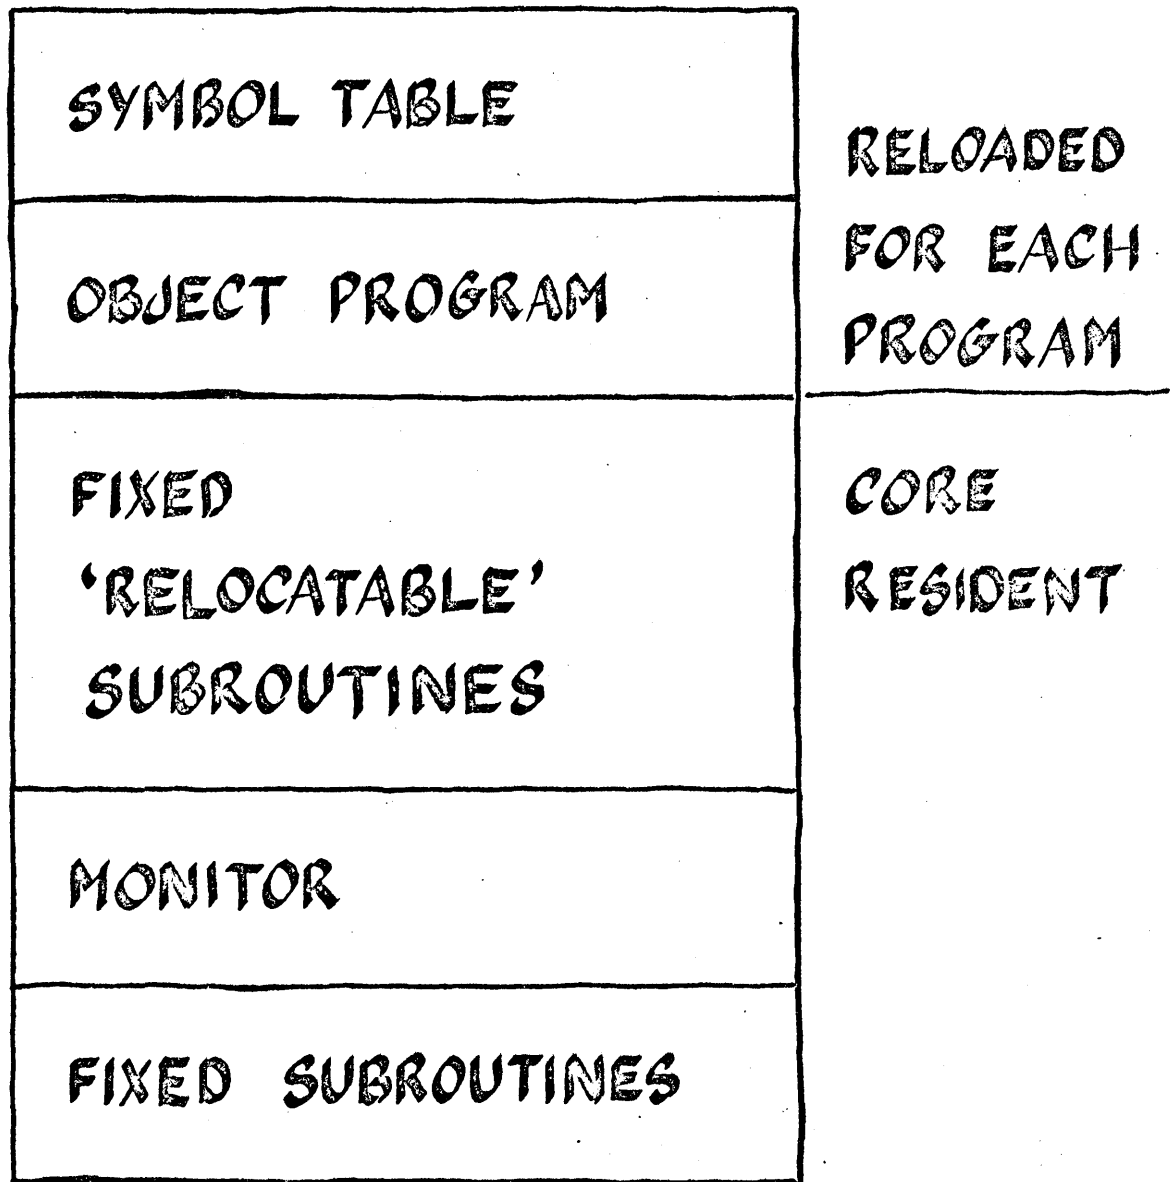 SYMBOL TABLE
OBJECT PROGRAM
FIXED
'RELOCATABLE'
SUBROUTINES
MONITOR
FIXED SUBROUTINES
RELOADED
FOR EACH
PROGRAM
CORE
RESIDENT